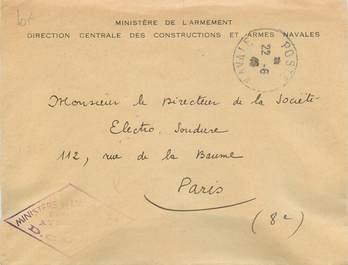 MINISTÈRE DE L'ARMEMENT
DIRECTION CENTRALE DES CONSTRUCTIONS ET ARMES NAVALES
POSTE NAVALE
22 - 6
Monsieur le Directeur de la Société
Electro. Soudure
112, rue de la Baume
Paris
(8e)
MINISTERE